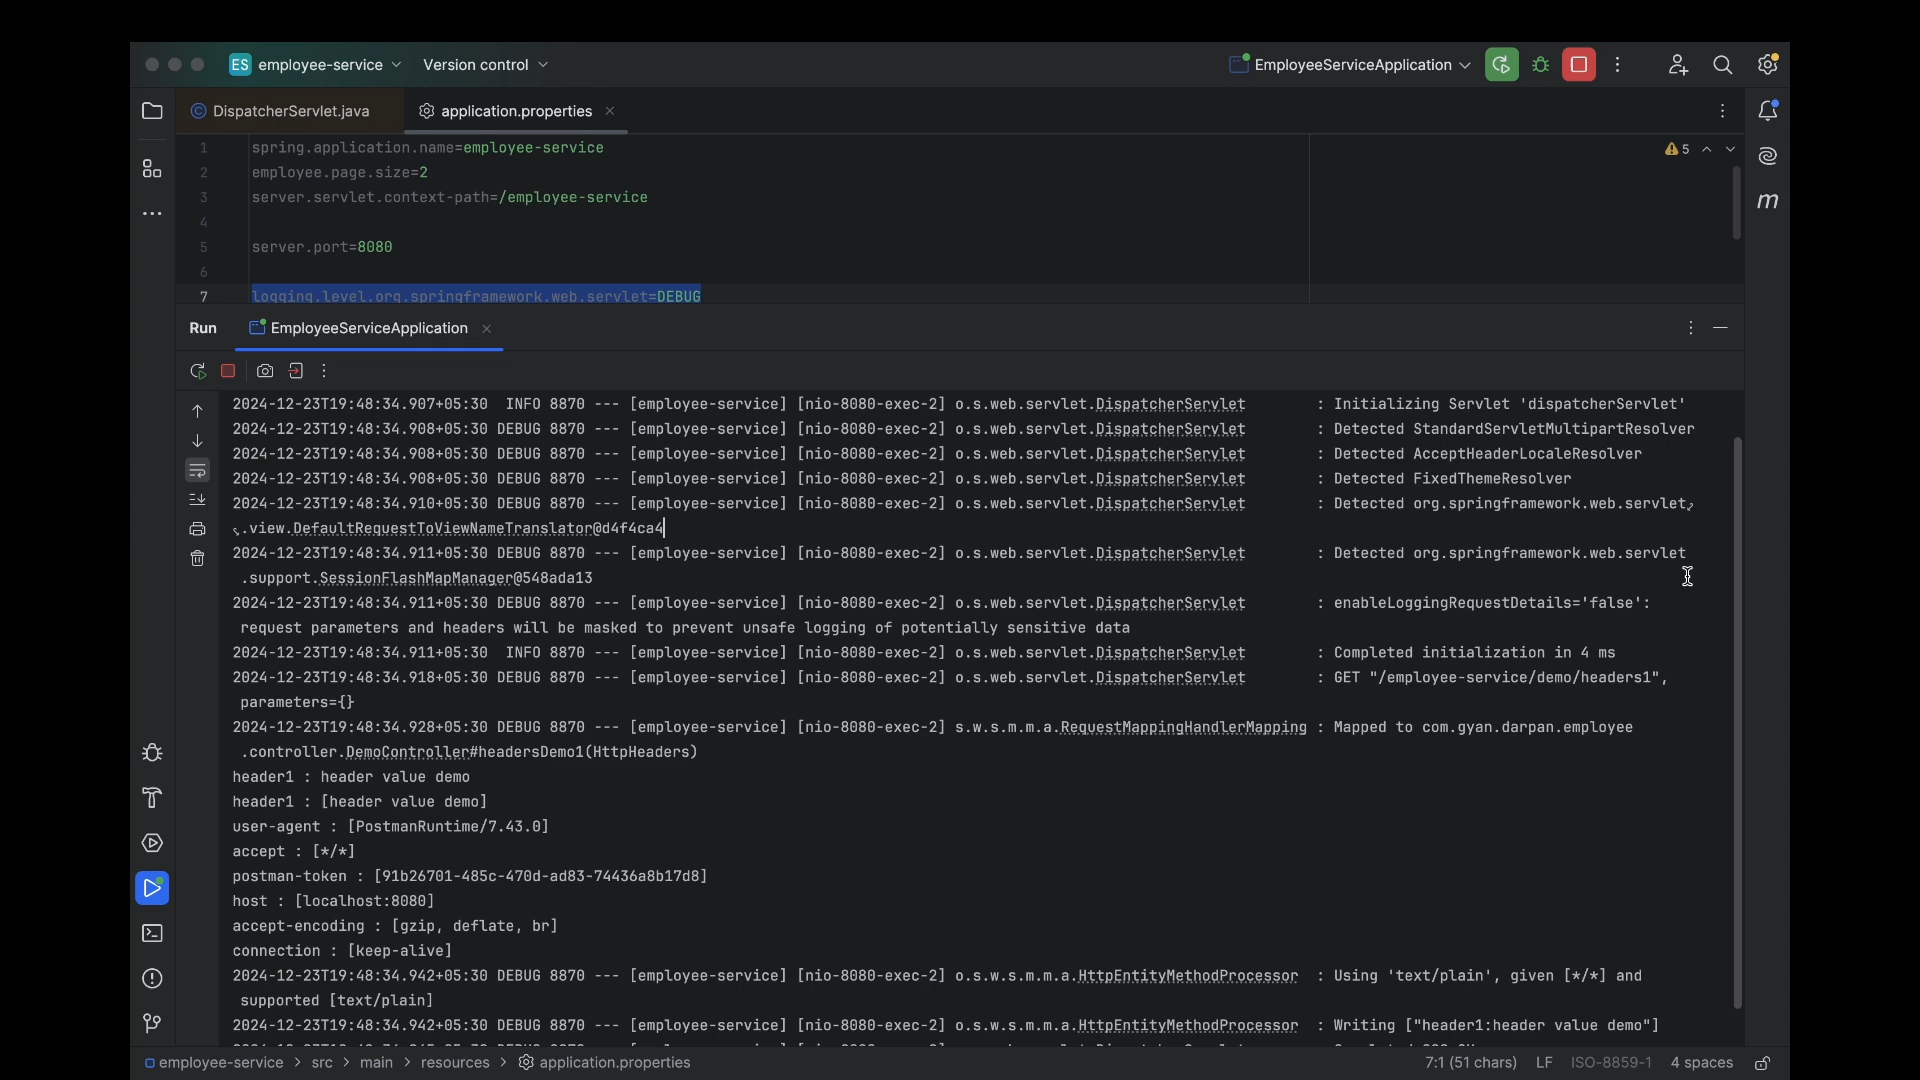 ES employee-service Version control EmployeeServiceApplication
DispatcherServlet.java application.properties
1 spring.application.name=employee-service
5
2 employee.page.size=2
3 server.servlet.context-path=/employee-service
4
5 server.port=8080
6
7 logging.level.org.springframework.web.servlet=DEBUG
Run EmployeeServiceApplication
2024-12-23T19:48:34.907+05:30  INFO 8870 --- [employee-service] [nio-8080-exec-2] o.s.web.servlet.DispatcherServlet        : Initializing Servlet 'dispatcherServlet'
2024-12-23T19:48:34.908+05:30 DEBUG 8870 --- [employee-service] [nio-8080-exec-2] o.s.web.servlet.DispatcherServlet        : Detected StandardServletMultipartResolver
2024-12-23T19:48:34.908+05:30 DEBUG 8870 --- [employee-service] [nio-8080-exec-2] o.s.web.servlet.DispatcherServlet        : Detected AcceptHeaderLocaleResolver
2024-12-23T19:48:34.908+05:30 DEBUG 8870 --- [employee-service] [nio-8080-exec-2] o.s.web.servlet.DispatcherServlet        : Detected FixedThemeResolver
2024-12-23T19:48:34.910+05:30 DEBUG 8870 --- [employee-service] [nio-8080-exec-2] o.s.web.servlet.DispatcherServlet        : Detected org.springframework.web.servlet
.view.DefaultRequestToViewNameTranslator@d4f4ca4
2024-12-23T19:48:34.911+05:30 DEBUG 8870 --- [employee-service] [nio-8080-exec-2] o.s.web.servlet.DispatcherServlet        : Detected org.springframework.web.servlet
.support.SessionFlashMapManager@548ada13
2024-12-23T19:48:34.911+05:30 DEBUG 8870 --- [employee-service] [nio-8080-exec-2] o.s.web.servlet.DispatcherServlet        : enableLoggingRequestDetails='false':
request parameters and headers will be masked to prevent unsafe logging of potentially sensitive data
2024-12-23T19:48:34.911+05:30  INFO 8870 --- [employee-service] [nio-8080-exec-2] o.s.web.servlet.DispatcherServlet        : Completed initialization in 4 ms
2024-12-23T19:48:34.918+05:30 DEBUG 8870 --- [employee-service] [nio-8080-exec-2] o.s.web.servlet.DispatcherServlet        : GET "/employee-service/demo/headers1",
parameters={}
2024-12-23T19:48:34.928+05:30 DEBUG 8870 --- [employee-service] [nio-8080-exec-2] s.w.s.m.m.a.RequestMappingHandlerMapping : Mapped to com.gyan.darpan.employee
.controller.DemoController#headersDemo1(HttpHeaders)
header1 : header value demo
header1 : [header value demo]
user-agent : [PostmanRuntime/7.43.0]
accept : [*/*]
postman-token : [91b26701-485c-470d-ad83-74436a8b17d8]
host : [localhost:8080]
accept-encoding : [gzip, deflate, br]
connection : [keep-alive]
2024-12-23T19:48:34.942+05:30 DEBUG 8870 --- [employee-service] [nio-8080-exec-2] o.s.w.s.m.m.a.HttpEntityMethodProcessor  : Using 'text/plain', given [*/*] and
supported [text/plain]
2024-12-23T19:48:34.942+05:30 DEBUG 8870 --- [employee-service] [nio-8080-exec-2] o.s.w.s.m.m.a.HttpEntityMethodProcessor  : Writing ["header1:header value demo"]
employee-service > src > main > resources > application.properties 7:1 (51 chars) LF ISO-8859-1 4 spaces